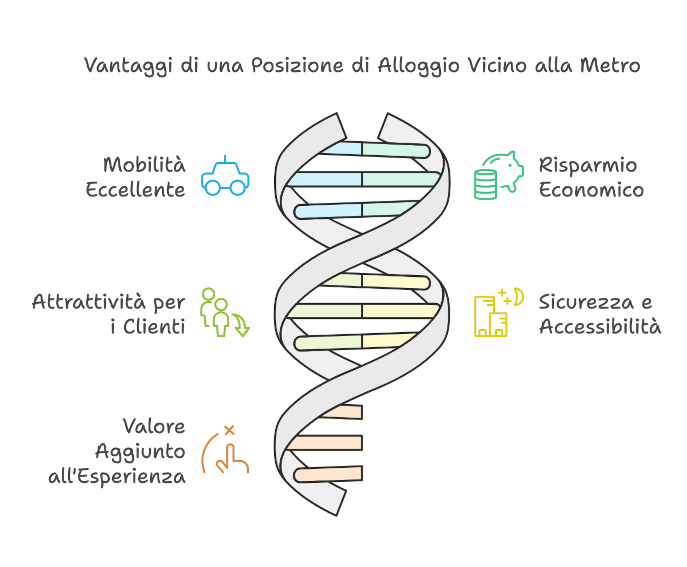 Vantaggi di una Posizione di Alloggio Vicino alla Metro
Mobilità
Eccellente
Risparmio
Economico
Attrattività per
i Clienti
Sicurezza e
Accessibilità
Valore
Aggiunto
all'Esperienza